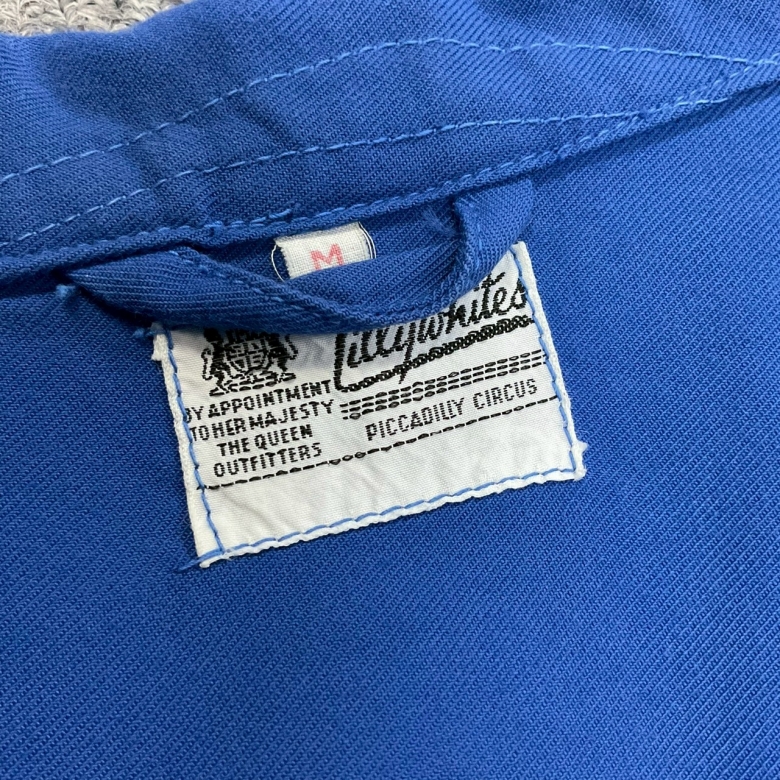 M
Lillywhites
BY APPOINTMENT
TO HER MAJESTY
THE QUEEN
OUTFITTERS
PICCADILLY CIRCUS